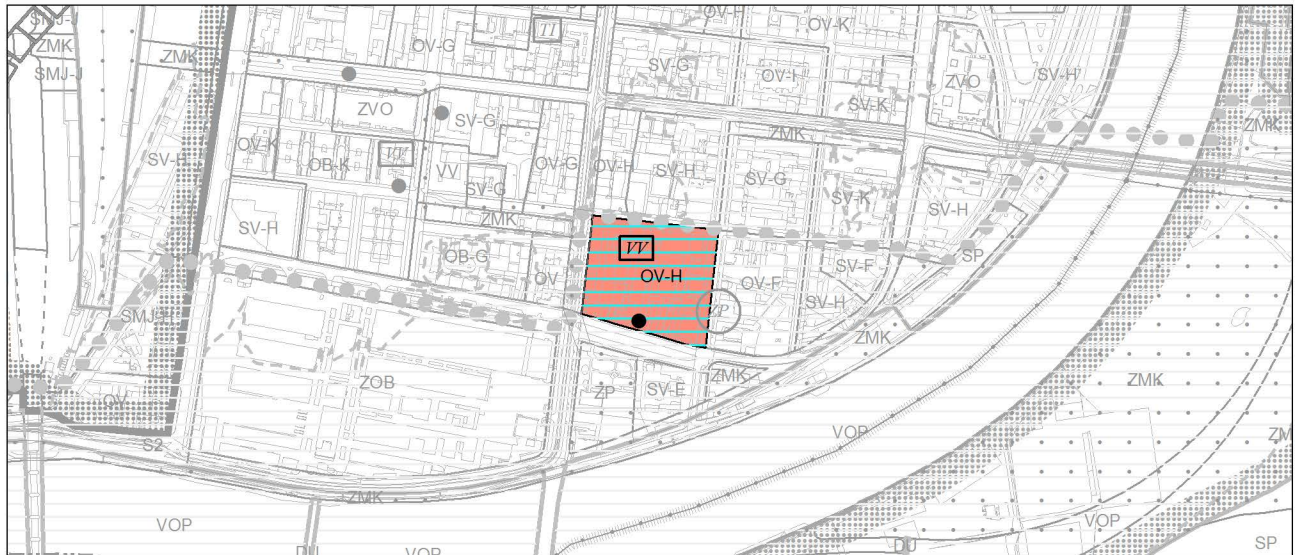 SMJ-J
ZMK
SMJ-J
ZMK
OV-G
TI
OV-H
OV-K
SV-G
OV-I
ZVO
SV-H
SV-K
ZVO
SV-G
ZMK
ZMK
SV-H
OV-K
OB-K
VV
VV
SV-G
OV-G
OV-H
SV-H
SV-G
SV-K
SV-H
SV-H
ZMK
OB-G
OV
VV
OV-H
OV-F
SV-F
SP
SV-H
ZP
ZMK
ZOB
ZP
SV-E
ZMK
ZMK
OV
S2
VOP
ZMK
VOP
DU
VOP
VOP
DU
SP